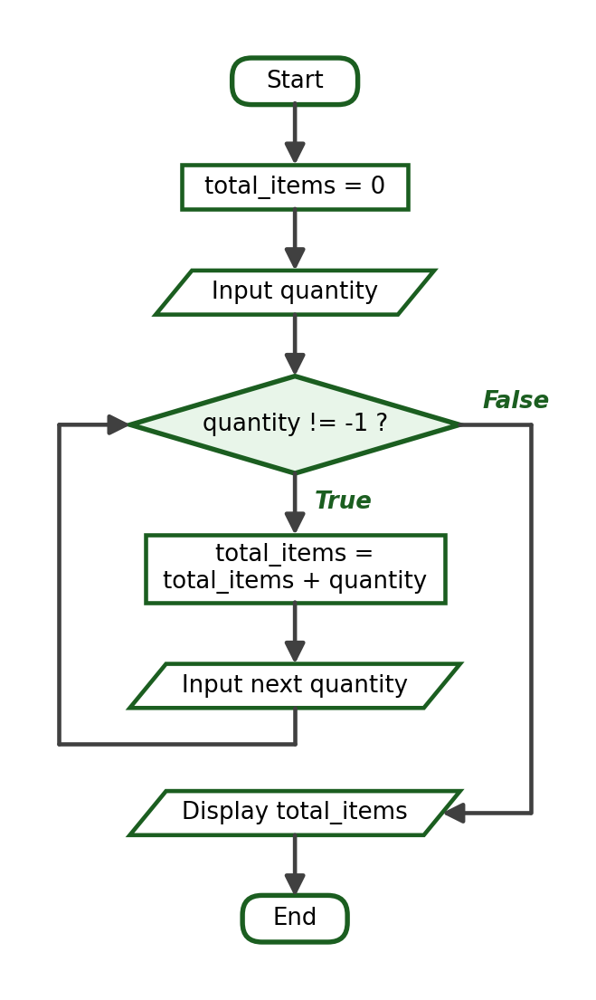 Start
total_items = 0
Input quantity
quantity != -1 ?
False
True
total_items =
total_items + quantity
Input next quantity
Display total_items
End